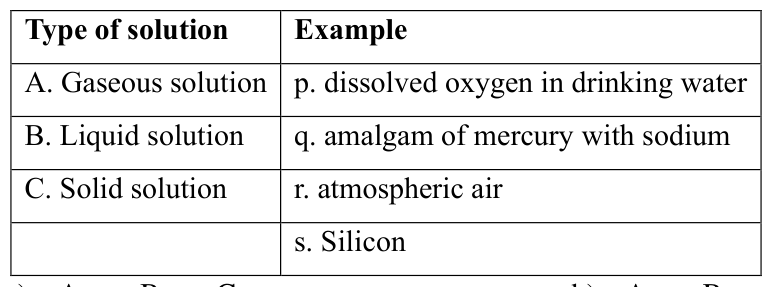 Type of solution Example
A. Gaseous solution p. dissolved oxygen in drinking water
B. Liquid solution q. amalgam of mercury with sodium
C. Solid solution r. atmospheric air
s. Silicon